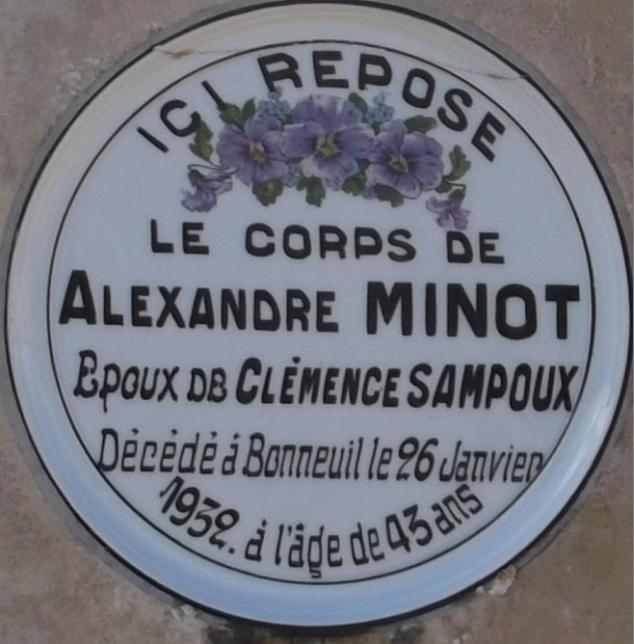 ICI REPOSE
LE CORPS DE
ALEXANDRE MINOT
Epoux DE CLÉMENCE SAMPOUX
Décédé á Bonneuil le 26 Janvier
1932. á l'âge de 43 ans